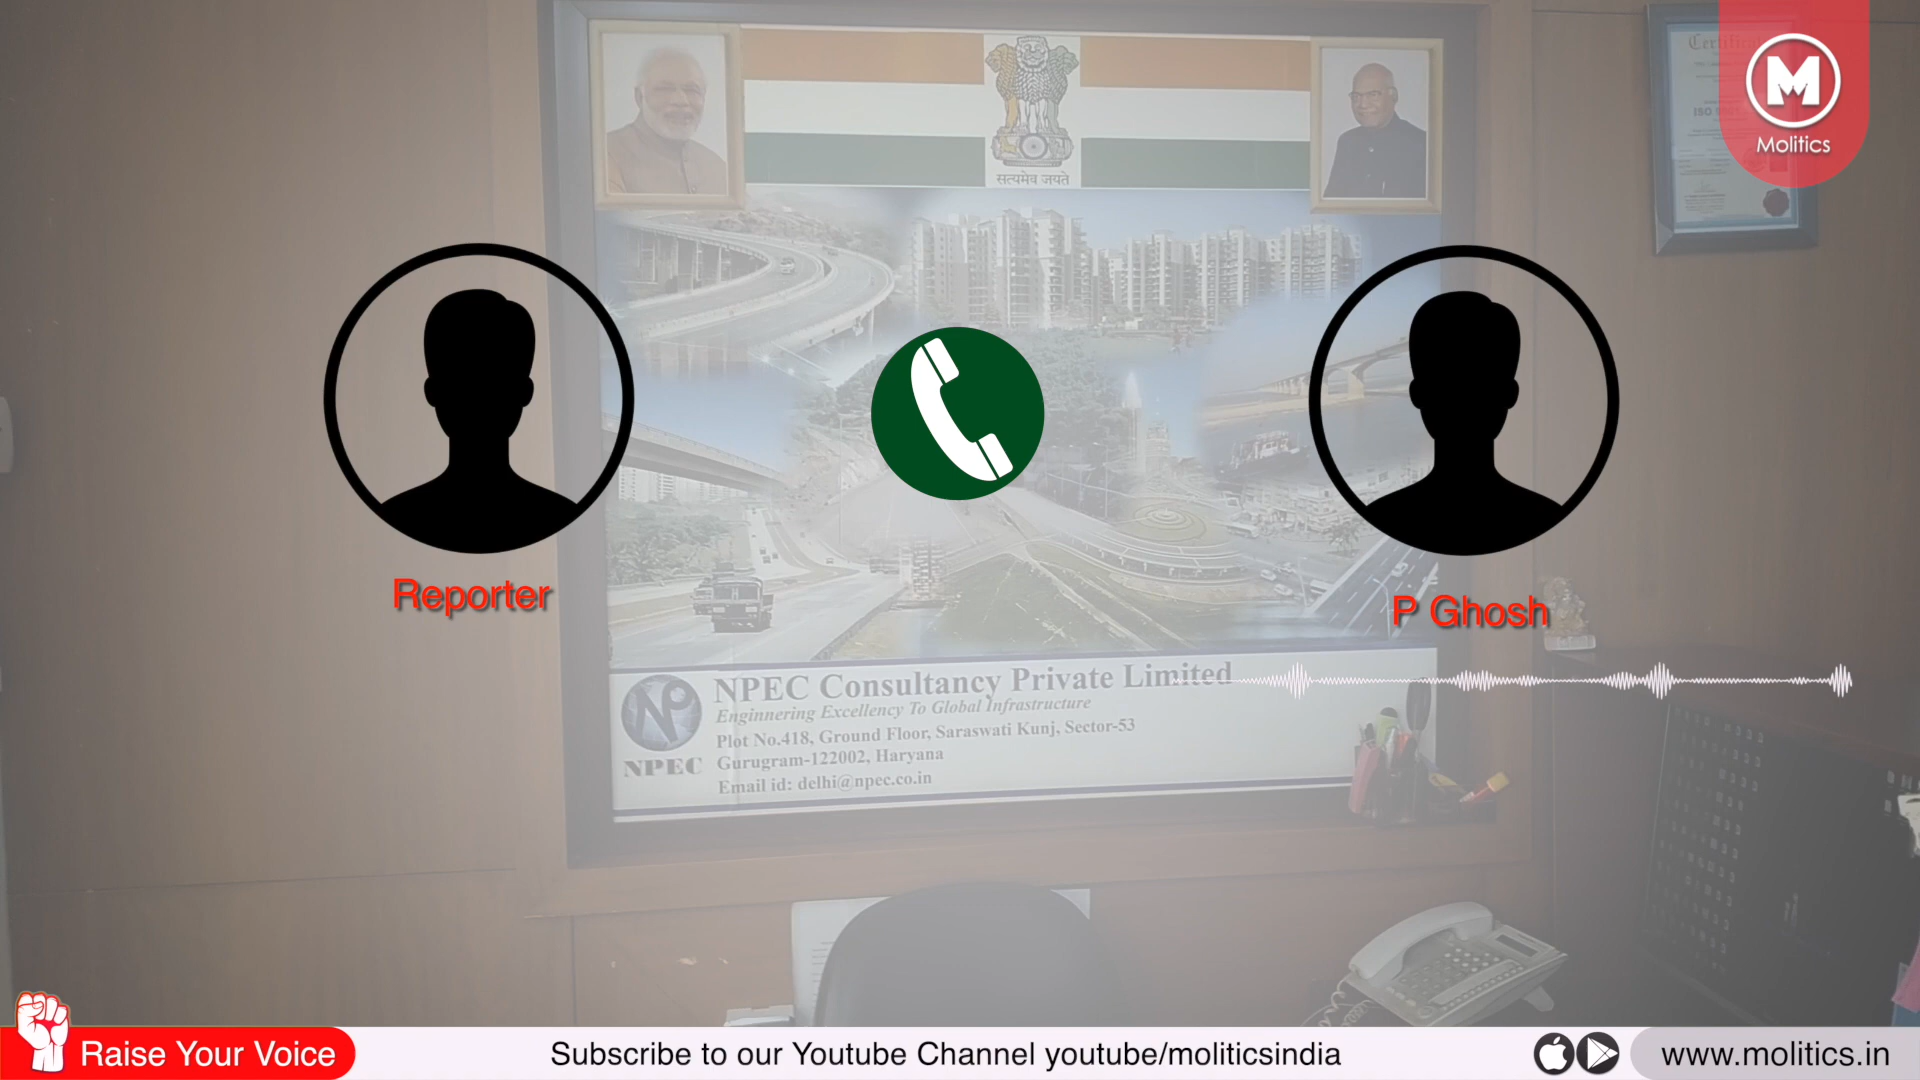 Certificate
ISO
M
Molitics
सत्यमेव जयते
Reporter
P Ghosh
NPEC Consultancy Private Limited
Enginnering Excellency To Global Infrastructure
Plot No.418, Ground Floor, Saraswati Kunj, Sector-53
Gurugram-122002, Haryana
Email id: delhi@npec.co.in
NPEC
Raise Your Voice
Subscribe to our Youtube Channel youtube/moliticsindia
www.molitics.in